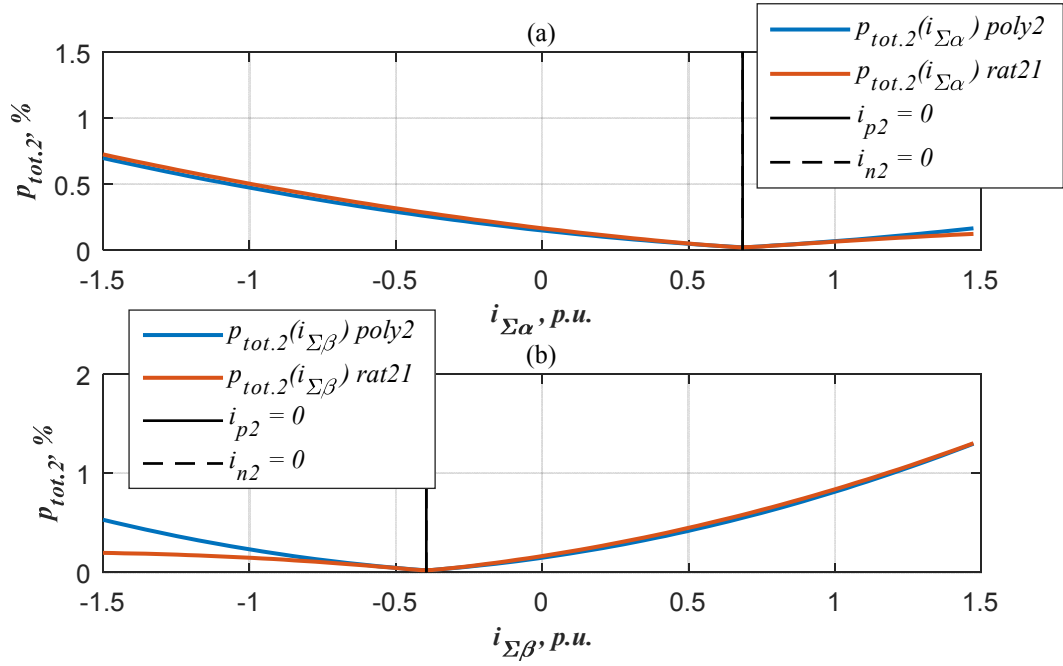 (a)
p_tot.2(i_Σα) poly2
p_tot.2(i_Σα) rat21
i_p2 = 0
i_n2 = 0
p_tot.2, %
1.5
1
0.5
0
-1.5 -1 -0.5 0 0.5 1 1.5
i_Σα, p.u.
p_tot.2(i_Σβ) poly2
p_tot.2(i_Σβ) rat21
i_p2 = 0
i_n2 = 0
(b)
p_tot.2, %
2
1
0
-1.5 -1 -0.5 0 0.5 1 1.5
i_Σβ, p.u.